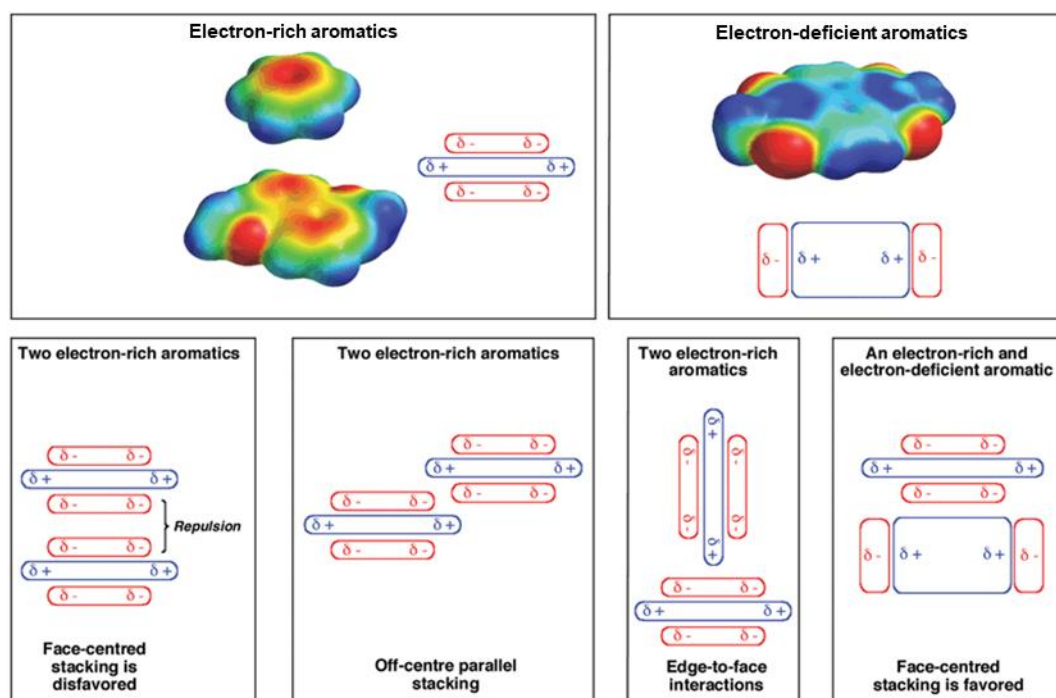 Electron-rich aromatics
δ - δ -
δ + δ +
δ - δ -
Electron-deficient aromatics
δ - δ + δ + δ -
Two electron-rich aromatics
δ - δ -
δ + δ +
δ - δ -
Repulsion
δ - δ -
δ + δ +
δ - δ -
Face-centred
stacking is
disfavored
Two electron-rich aromatics
δ - δ -
δ + δ +
δ - δ -
δ - δ -
δ + δ +
δ - δ -
Off-centre parallel
stacking
Two electron-rich
aromatics
δ +
δ - δ -
δ - δ -
δ +
δ - δ -
δ + δ +
δ - δ -
Edge-to-face
interactions
An electron-rich and
electron-deficient aromatic
δ - δ -
δ + δ +
δ - δ -
δ - δ + δ + δ -
Face-centred
stacking is favored